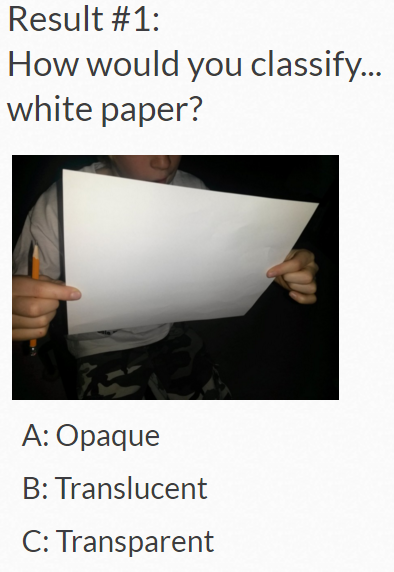 Result #1:
How would you classify...
white paper?
A: Opaque
B: Translucent
C: Transparent